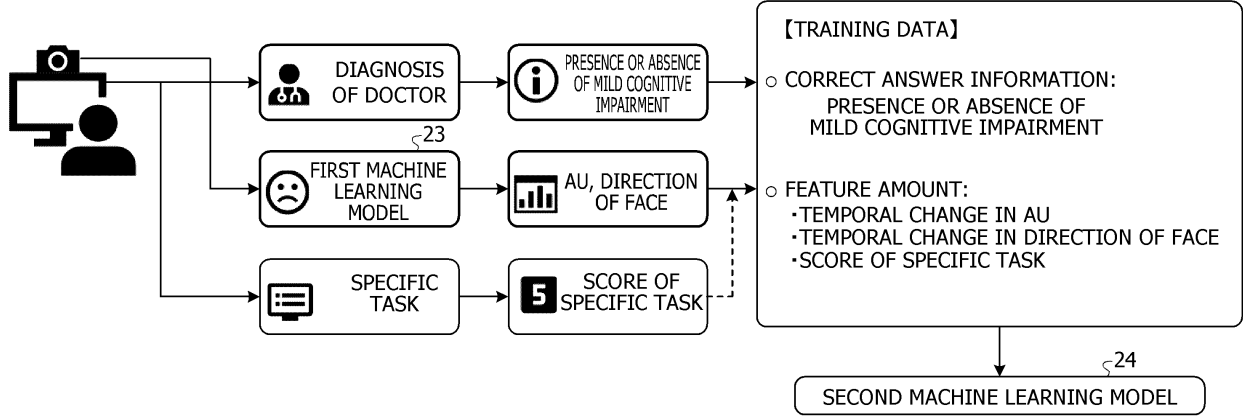 DIAGNOSIS
OF DOCTOR
PRESENCE OR ABSENCE
OF MILD COGNITIVE
IMPAIRMENT
23
FIRST MACHINE
LEARNING
MODEL
AU, DIRECTION
OF FACE
SPECIFIC
TASK
5
SCORE OF
SPECIFIC TASK
【TRAINING DATA】
○ CORRECT ANSWER INFORMATION:
PRESENCE OR ABSENCE OF
MILD COGNITIVE IMPAIRMENT
○ FEATURE AMOUNT:
・TEMPORAL CHANGE IN AU
・TEMPORAL CHANGE IN DIRECTION OF FACE
・SCORE OF SPECIFIC TASK
24
SECOND MACHINE LEARNING MODEL